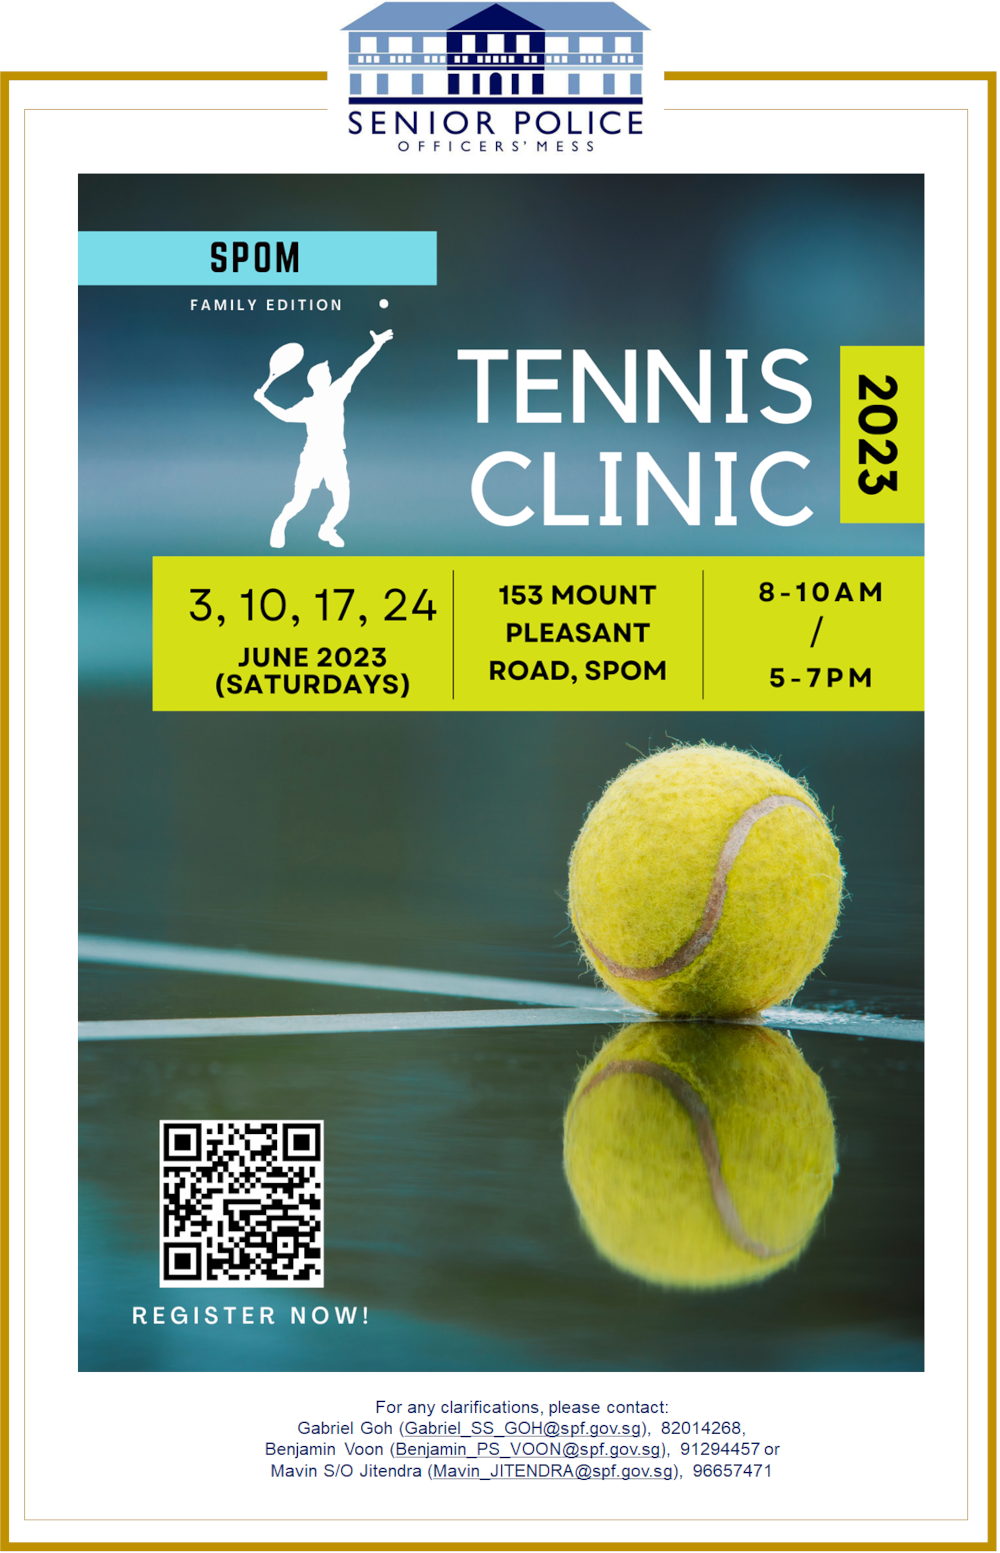 SENIOR POLICE
OFFICERS' MESS
SPOM
FAMILY EDITION
TENNIS
CLINIC
2023
3, 10, 17, 24
JUNE 2023
(SATURDAYS)
153 MOUNT
PLEASANT
ROAD, SPOM
8-10AM
/
5-7PM
REGISTER NOW!
For any clarifications, please contact:
Gabriel Goh (Gabriel_SS_GOH@spf.gov.sg), 82014268,
Benjamin Voon (Benjamin_PS_VOON@spf.gov.sg), 91294457 or
Mavin S/O Jitendra (Mavin_JITENDRA@spf.gov.sg), 96657471